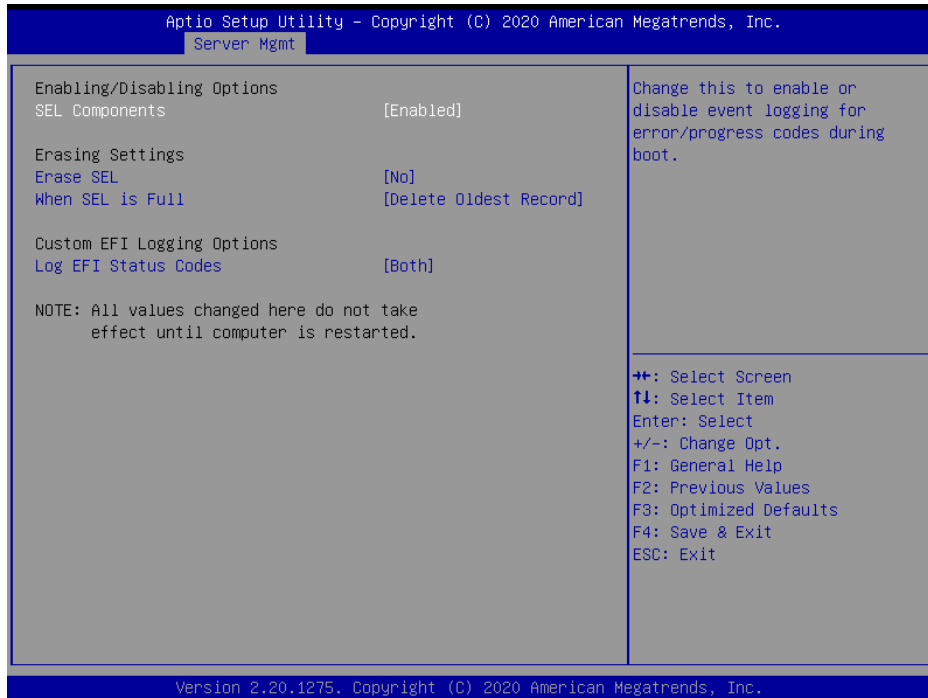 Aptio Setup Utility – Copyright (C) 2020 American Megatrends, Inc.
Server Mgmt
Enabling/Disabling Options
SEL Components [Enabled]
Erasing Settings
Erase SEL [No]
When SEL is Full [Delete Oldest Record]
Custom EFI Logging Options
Log EFI Status Codes [Both]
NOTE: All values changed here do not take
effect until computer is restarted.
Change this to enable or
disable event logging for
error/progress codes during
boot.
→←: Select Screen
↑↓: Select Item
Enter: Select
+/-: Change Opt.
F1: General Help
F2: Previous Values
F3: Optimized Defaults
F4: Save & Exit
ESC: Exit
Version 2.20.1275. Copyright (C) 2020 American Megatrends, Inc.